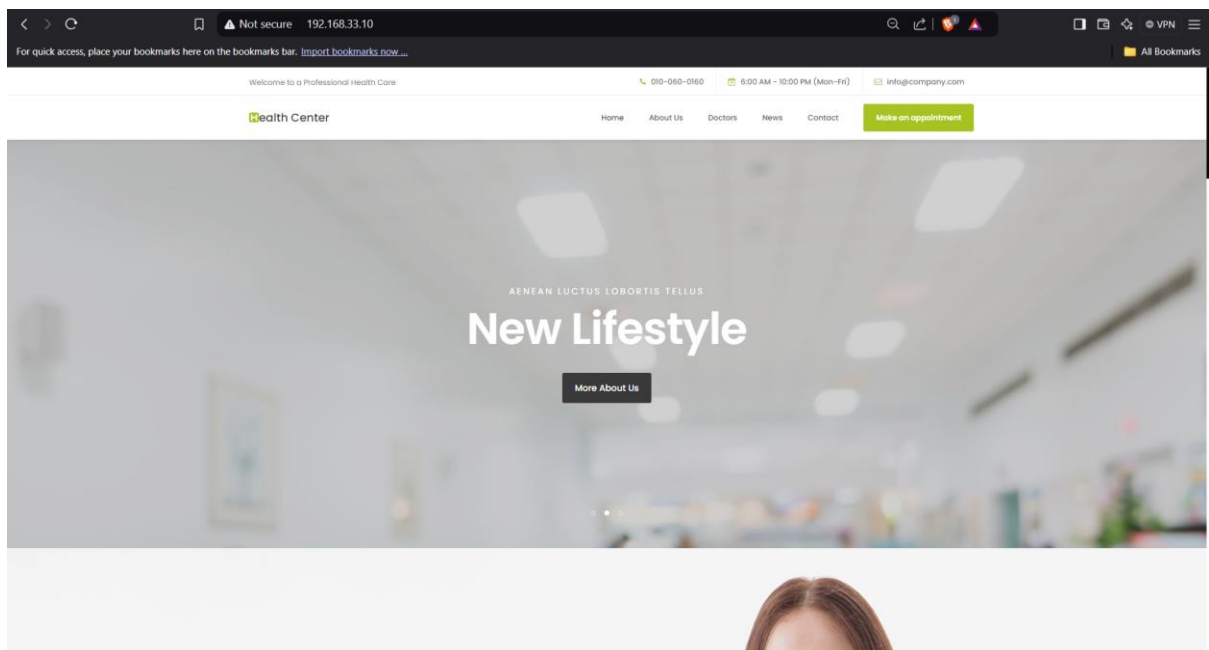 Not secure 192.168.33.10
VPN
For quick access, place your bookmarks here on the bookmarks bar. Import bookmarks now ...
All Bookmarks
Welcome to a Professional Health Care
010-060-0160
6:00 AM - 10:00 PM (Mon-Fri)
info@company.com
Health Center
Home About Us Doctors News Contact
Make an appointment
AENEAN LUCTUS LOBORTIS TELLUS
New Lifestyle
More About Us